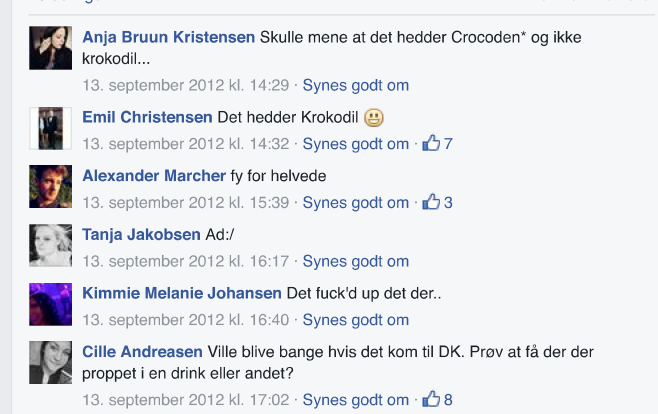 Anja Bruun Kristensen Skulle mene at det hedder Crocoden* og ikke
krokodil...
13. september 2012 kl. 14:29 · Synes godt om
Emil Christensen Det hedder Krokodil 😬
13. september 2012 kl. 14:32 · Synes godt om · 7
Alexander Marcher fy for helvede
13. september 2012 kl. 15:39 · Synes godt om · 3
Tanja Jakobsen Ad:/
13. september 2012 kl. 16:17 · Synes godt om
Kimmie Melanie Johansen Det fuck'd up det der..
13. september 2012 kl. 16:40 · Synes godt om
Cille Andreasen Ville blive bange hvis det kom til DK. Prøv at få der der
proppet i en drink eller andet?
13. september 2012 kl. 17:02 · Synes godt om · 8